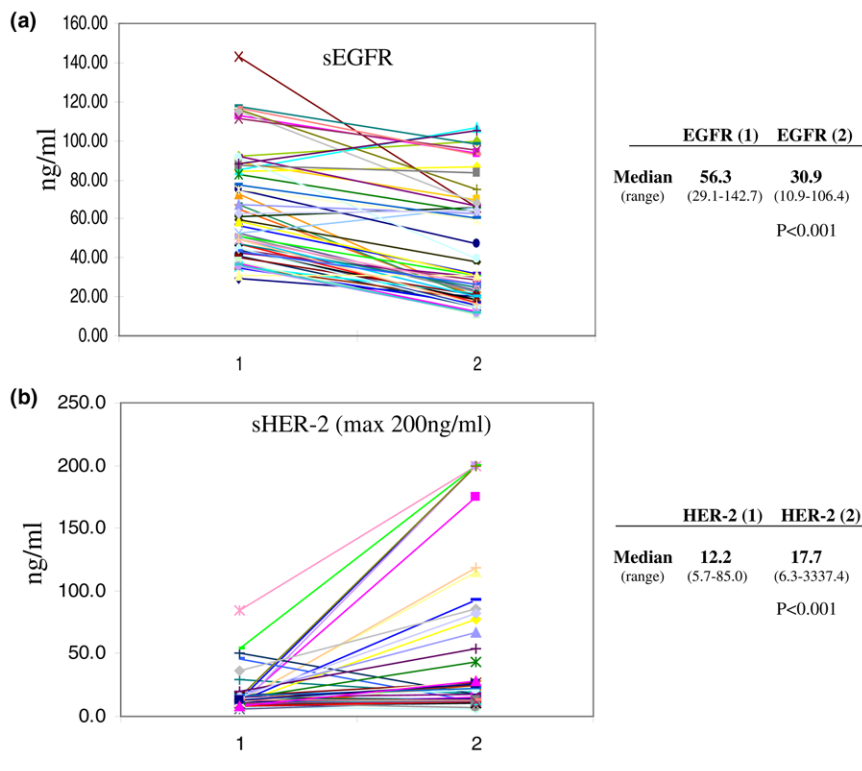 (a)
160.00
140.00
120.00
100.00
80.00
60.00
40.00
20.00
0.00
ng/ml
sEGFR
1 2
EGFR (1) EGFR (2)
Median 56.3 30.9
(range) (29.1-142.7) (10.9-106.4)
P<0.001
(b)
250.0
200.0
150.0
100.0
50.0
0.0
ng/ml
sHER-2 (max 200ng/ml)
1 2
HER-2 (1) HER-2 (2)
Median 12.2 17.7
(range) (5.7-85.0) (6.3-3337.4)
P<0.001